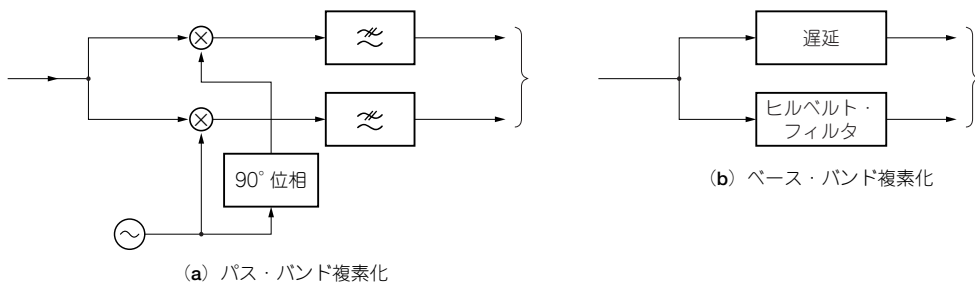 90°位相
(a) パス・バンド複素化
遅延
ヒルベルト・
フィルタ
(b) ベース・バンド複素化